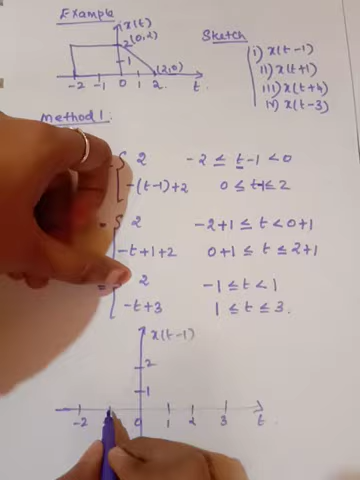 Example
x(t)
2 (0,2)
1
(2,0)
-2 -1 0 1 2 t
Sketch
i) x(t-1)
ii) x(t+1)
iii) x(t+4)
iv) x(t-3)
method 1.
{ 2 -2 ≤ t-1 < 0
-(t-1)+2 0 ≤ t-1 ≤ 2
= { 2 -2+1 ≤ t < 0+1
-t+1+2 0+1 ≤ t ≤ 2+1
= { 2 -1 ≤ t < 1
-t+3 1 ≤ t ≤ 3.
x(t-1)
2
1
-2 0 1 2 3 t